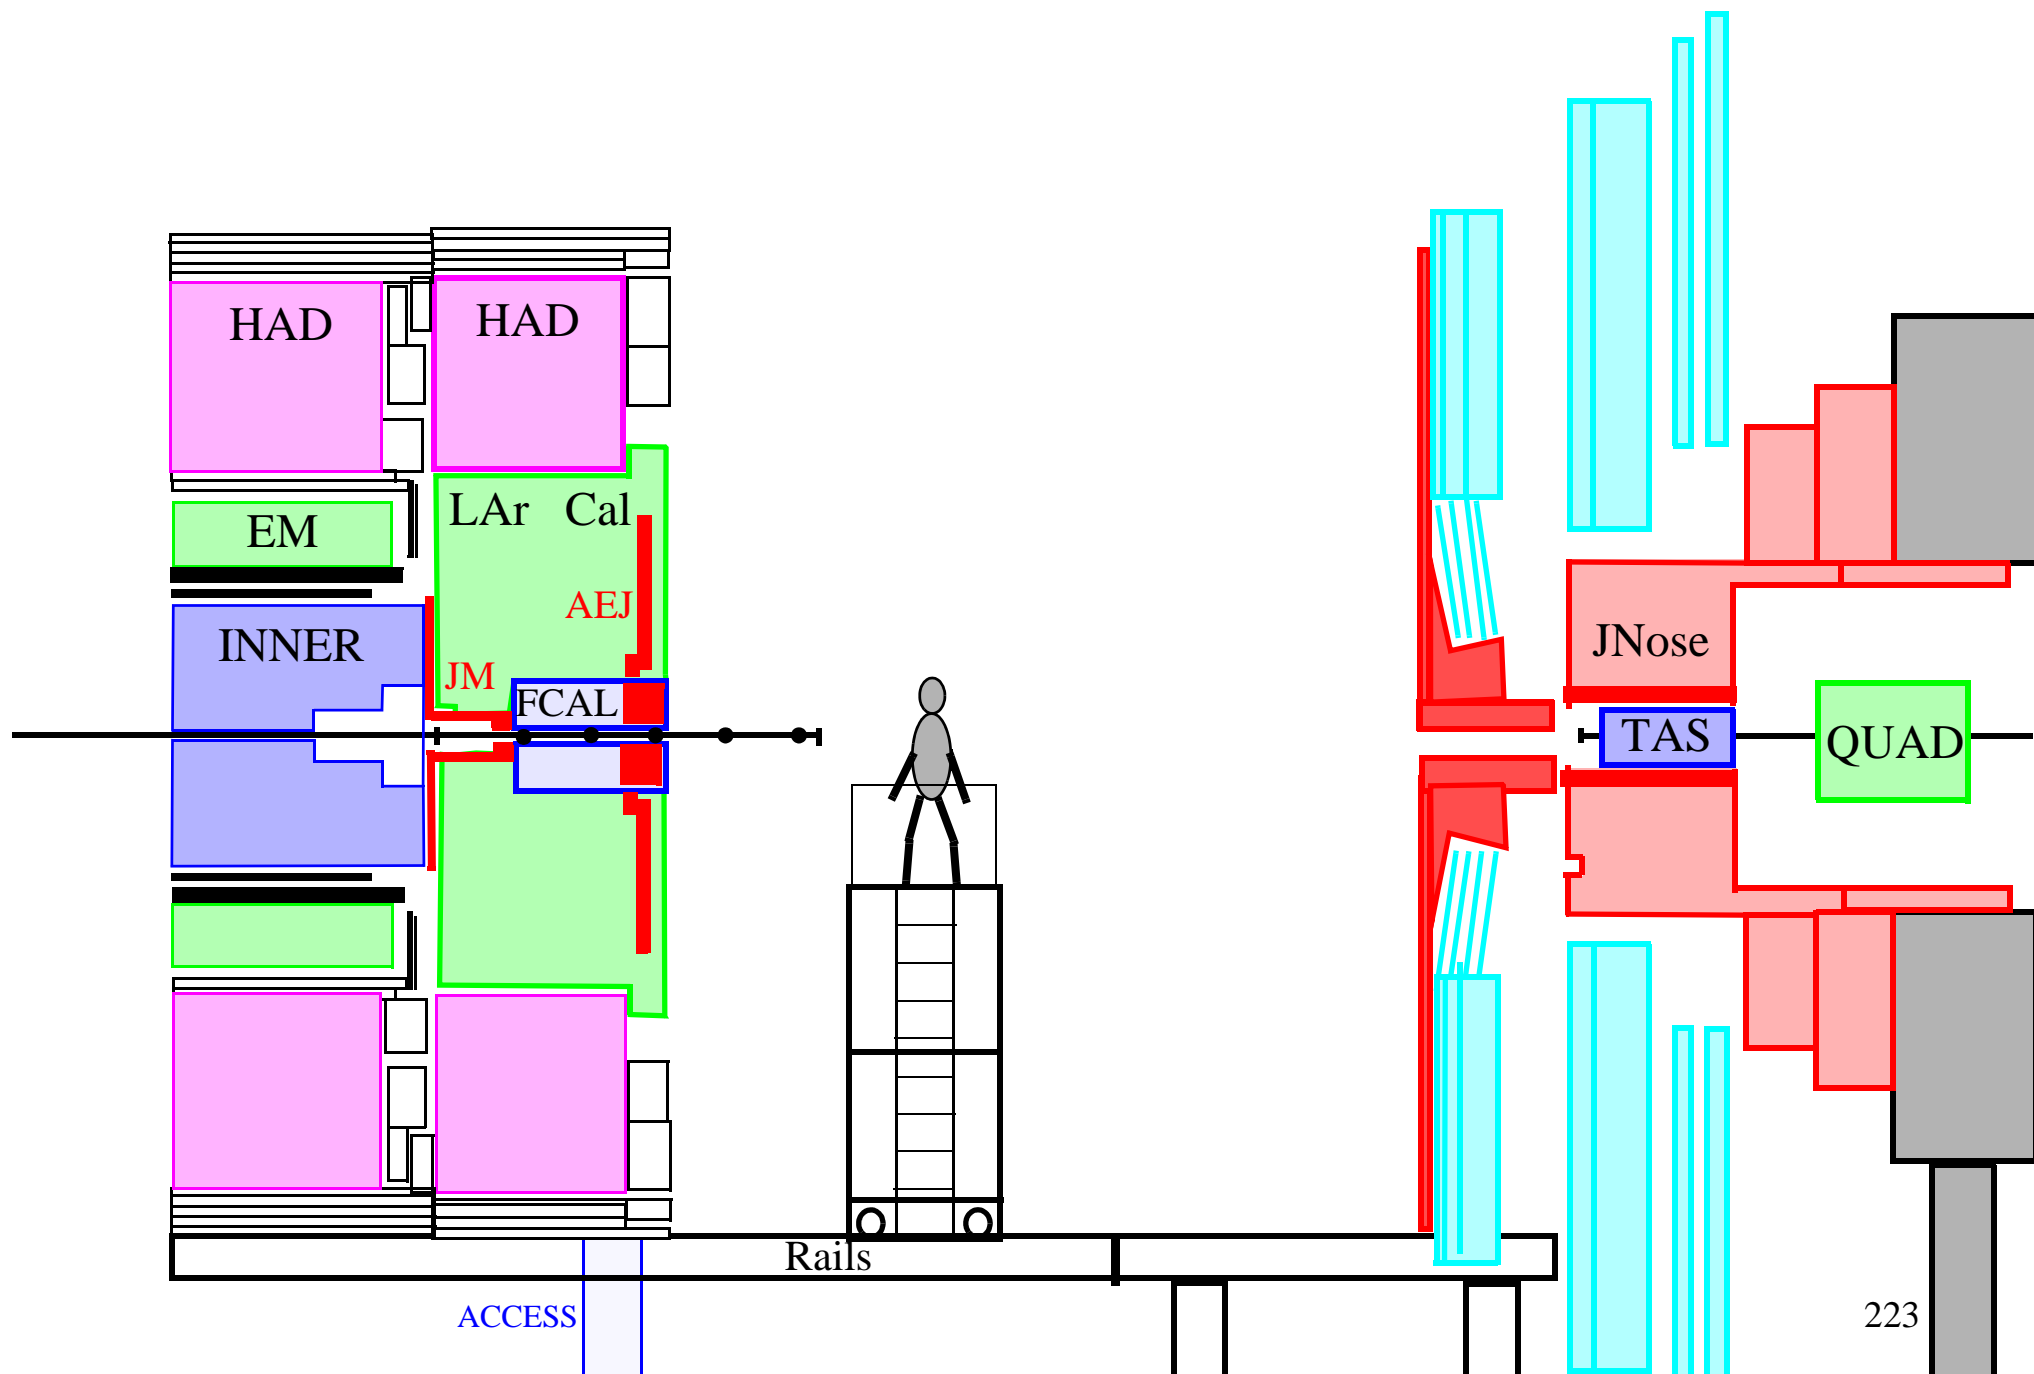 HAD
HAD
LAr Cal
EM
AEJ
INNER
JNose
JM
FCAL
TAS
QUAD
Rails
ACCESS
223